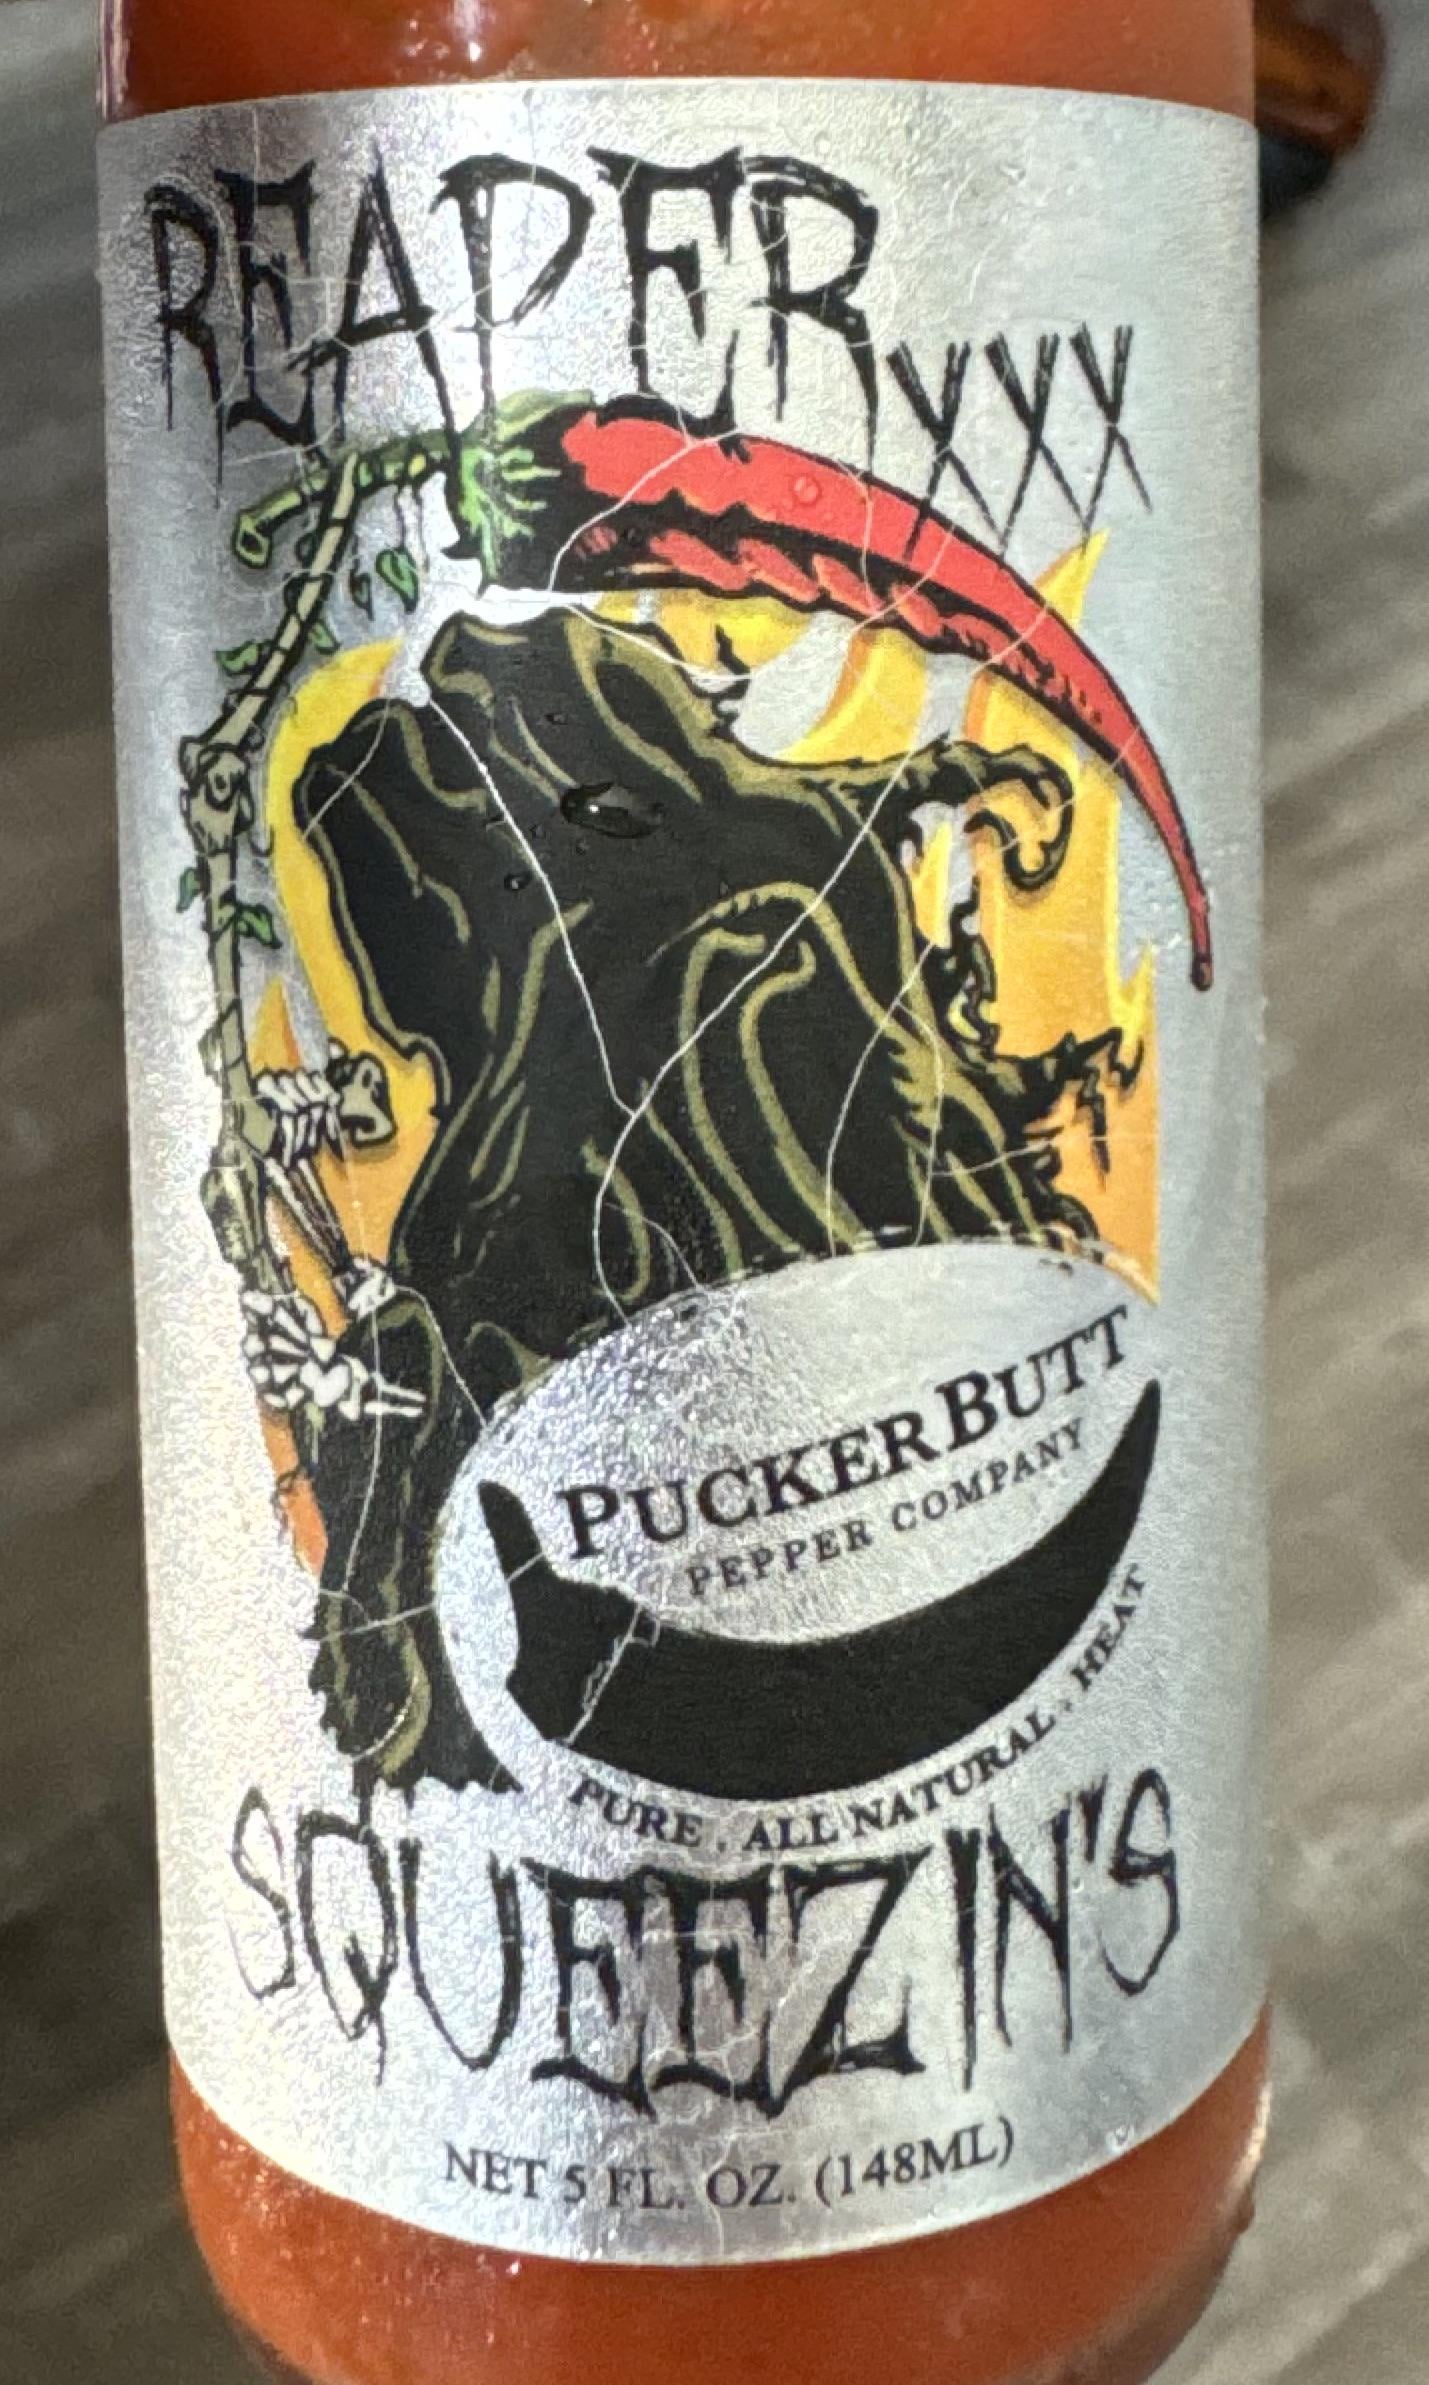 REAPER
XXX
PUCKERBUTT
PEPPER COMPANY
PURE . ALL NATURAL . HEAT
SQUEEZIN'S
NET 5 FL. OZ. (148ML)